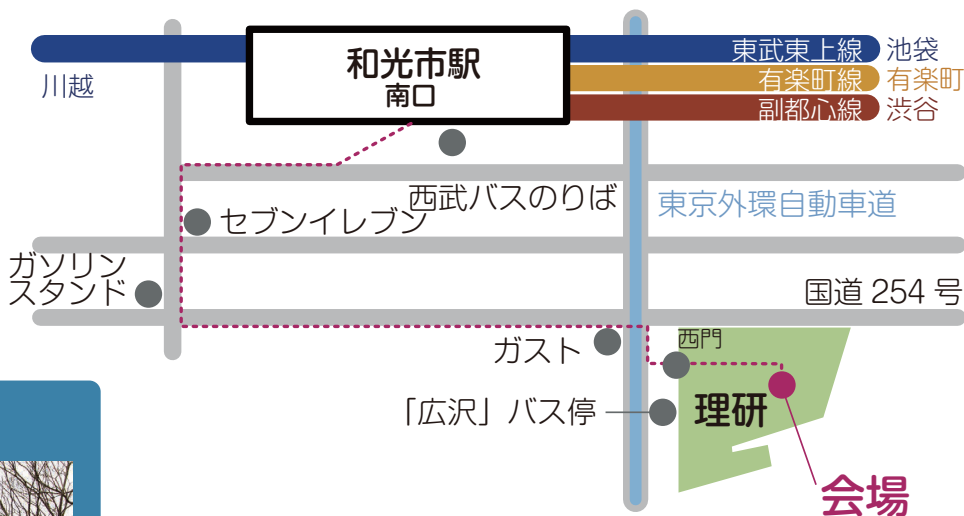 和光市駅
南口
東武東上線 池袋
有楽町線 有楽町
副都心線 渋谷
川越
西武バスのりば
東京外環自動車道
セブンイレブン
ガソリン
スタンド
国道 254 号
ガスト
西門
「広沢」バス停
理研
会場